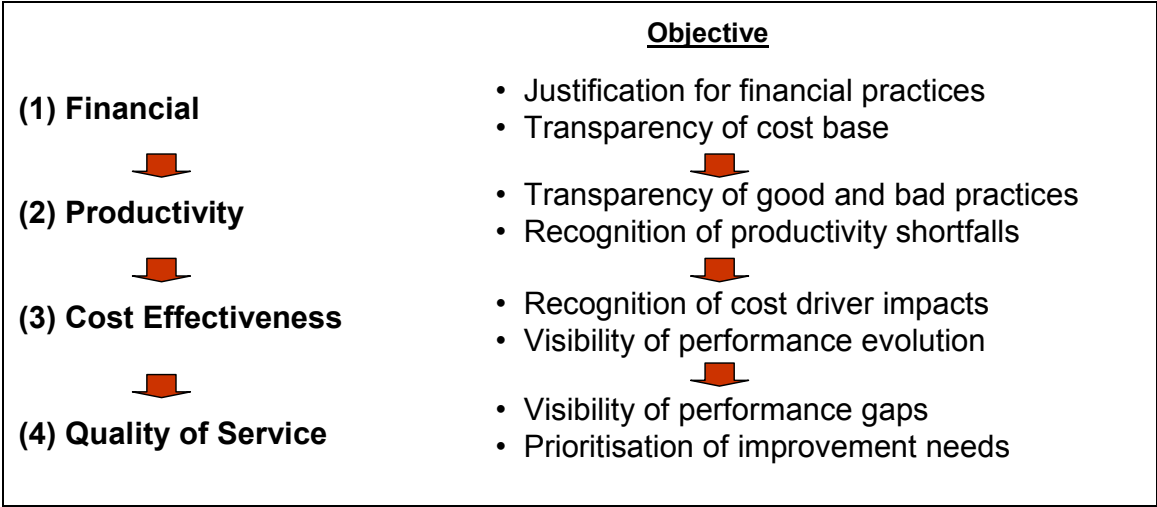 Objective
(1) Financial
• Justification for financial practices
• Transparency of cost base
(2) Productivity
• Transparency of good and bad practices
• Recognition of productivity shortfalls
(3) Cost Effectiveness
• Recognition of cost driver impacts
• Visibility of performance evolution
(4) Quality of Service
• Visibility of performance gaps
• Prioritisation of improvement needs